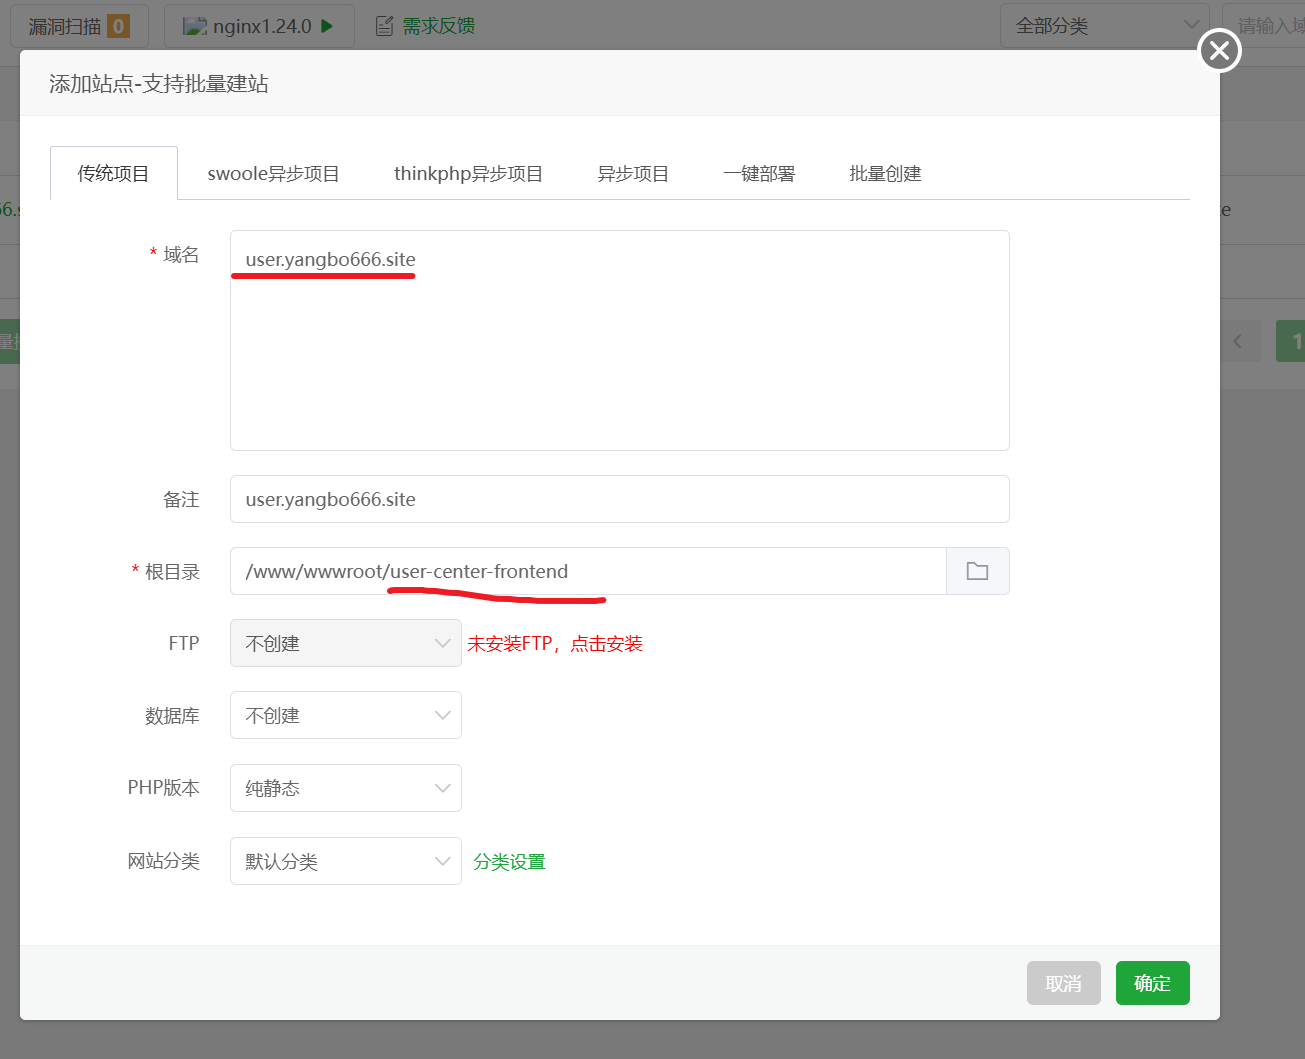 漏洞扫描 0 nginx1.24.0 需求反馈 全部分类 请输入域
添加站点-支持批量建站
传统项目 swoole异步项目 thinkphp异步项目 异步项目 一键部署 批量创建
* 域名 user.yangbo666.site
备注 user.yangbo666.site
* 根目录 /www/wwwroot/user-center-frontend
FTP 不创建 未安装FTP，点击安装
数据库 不创建
PHP版本 纯静态
网站分类 默认分类 分类设置
取消 确定
1